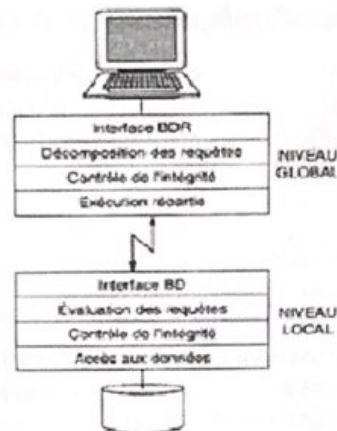 Interface BDR
Décomposition des requêtes
Contrôle de l'intégrité
Exécution répartie
NIVEAU
GLOBAL
Interface BD
Évaluation des requêtes
Contrôle de l'intégrité
Accès aux données
NIVEAU
LOCAL